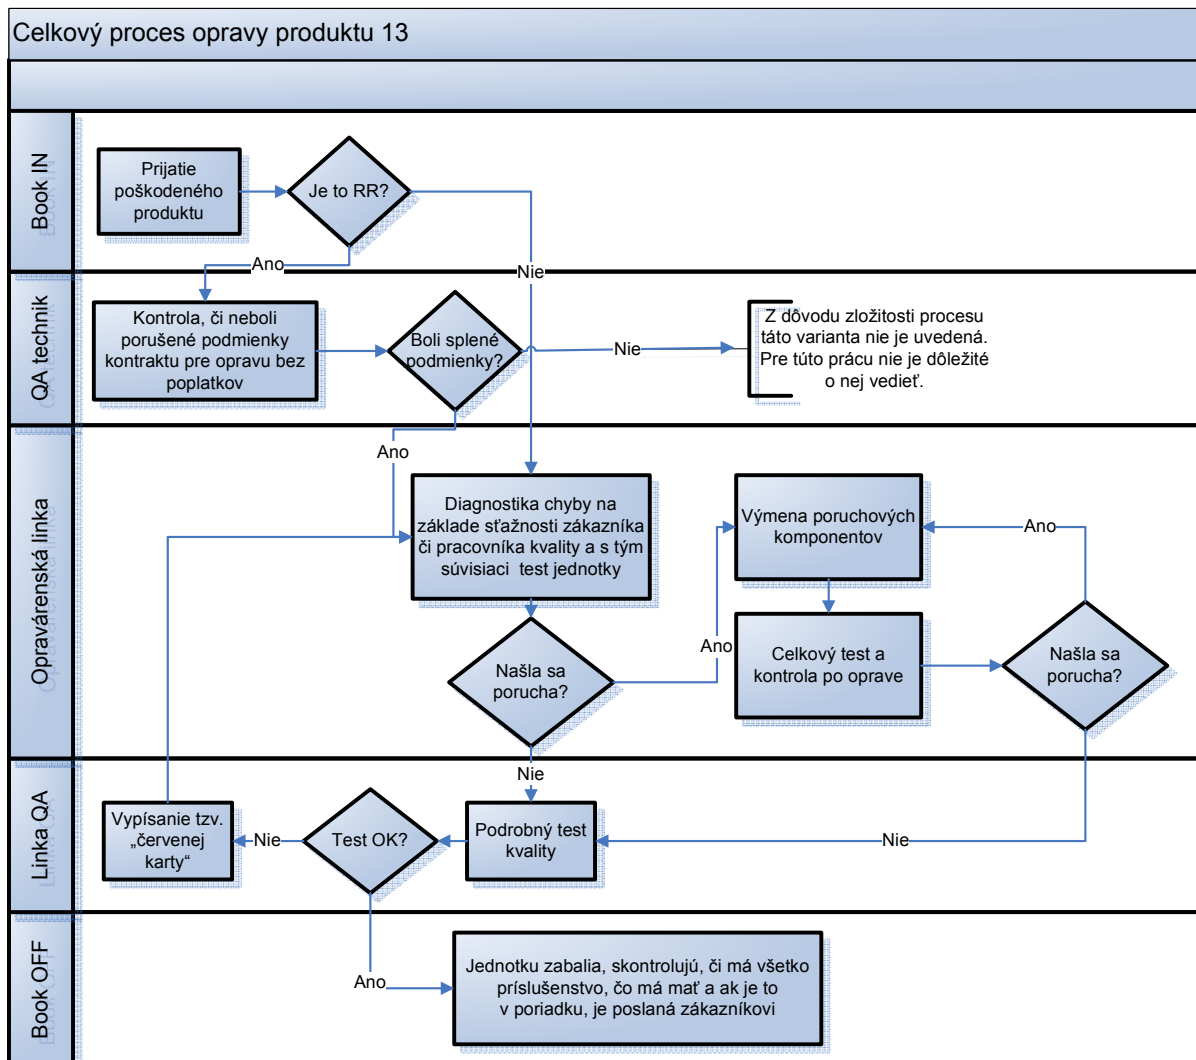 Celkový proces opravy produktu 13
Book IN
Prijatie
poškodeného
produktu
Je to RR?
Ano
Nie
QA technik
Kontrola, či neboli
porušené podmienky
kontraktu pre opravu bez
poplatkov
Boli splené
podmienky?
Nie
Z dôvodu zložitosti procesu
táto varianta nie je uvedená.
Pre túto prácu nie je dôležité
o nej vedieť.
Ano
Opravárenská linka
Diagnostika chyby na
základe sťažnosti zákazníka
či pracovníka kvality a s tým
súvisiaci test jednotky
Výmena poruchových
komponentov
Ano
Našla sa
porucha?
Ano
Celkový test a
kontrola po oprave
Našla sa
porucha?
Nie
Linka QA
Vypísanie tzv.
„červenej
karty“
Nie
Test OK?
Podrobný test
kvality
Nie
Book OFF
Ano
Jednotku zabalia, skontrolujú, či má všetko
príslušenstvo, čo má mať a ak je to
v poriadku, je poslaná zákazníkovi